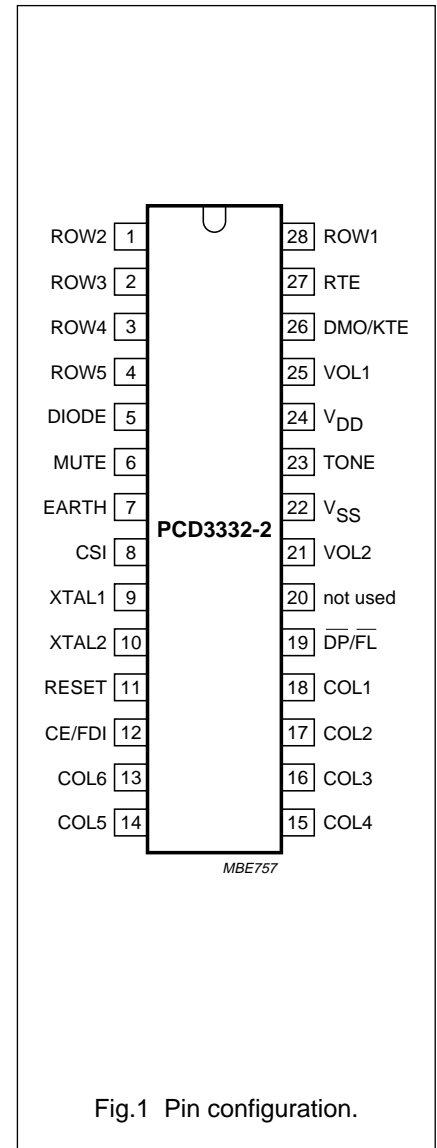 ROW2 1 28 ROW1
ROW3 2 27 RTE
ROW4 3 26 DMO/KTE
ROW5 4 25 VOL1
DIODE 5 24 VDD
MUTE 6 23 TONE
EARTH 7 22 VSS
PCD3332-2
CSI 8 21 VOL2
XTAL1 9 20 not used
XTAL2 10 19 D̅P̅/F̅L̅
RESET 11 18 COL1
CE/FDI 12 17 COL2
COL6 13 16 COL3
COL5 14 15 COL4
MBE757
Fig.1 Pin configuration.